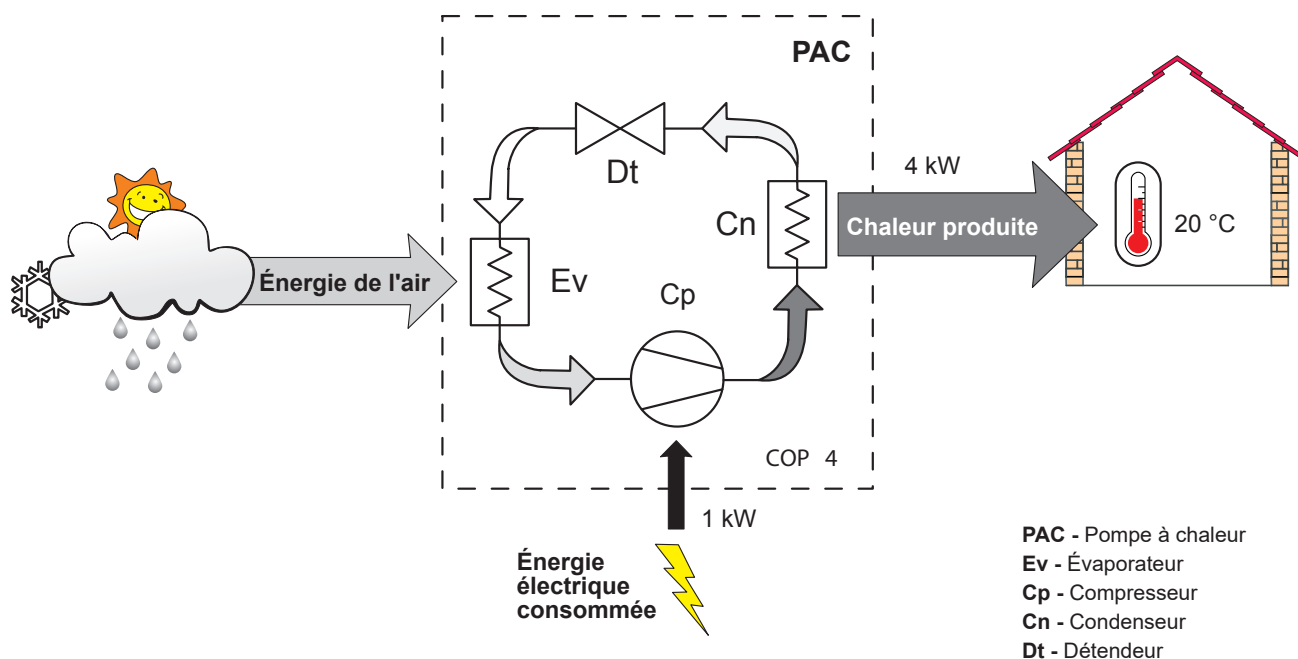 PAC
Dt
4 kW
Cn
Chaleur produite
20 °C
Énergie de l'air
Ev
Cp
COP 4
1 kW
Énergie
électrique
consommée
PAC - Pompe à chaleur
Ev - Évaporateur
Cp - Compresseur
Cn - Condenseur
Dt - Détendeur